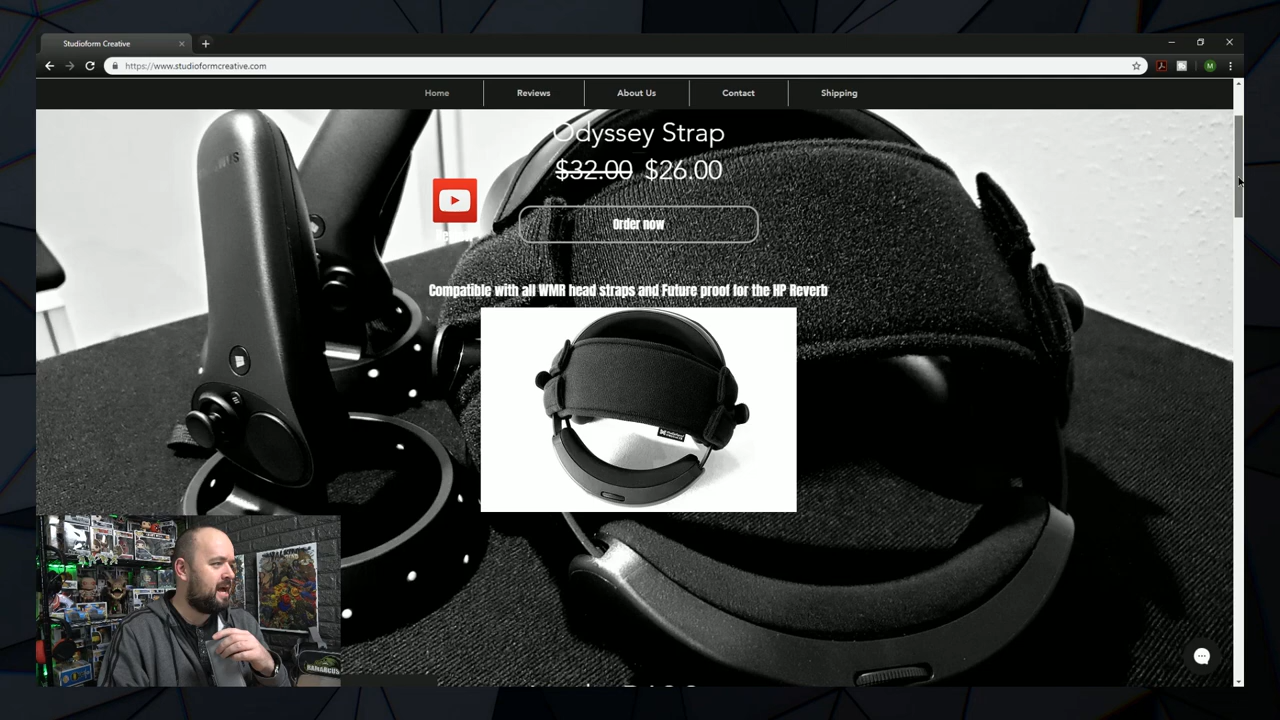 Studioform Creative
https://www.studioformcreative.com
M
Home
Reviews
About Us
Contact
Shipping
Odyssey Strap
$32.00 $26.00
Order now
Compatible with all WMR head straps and Future proof for the HP Reverb